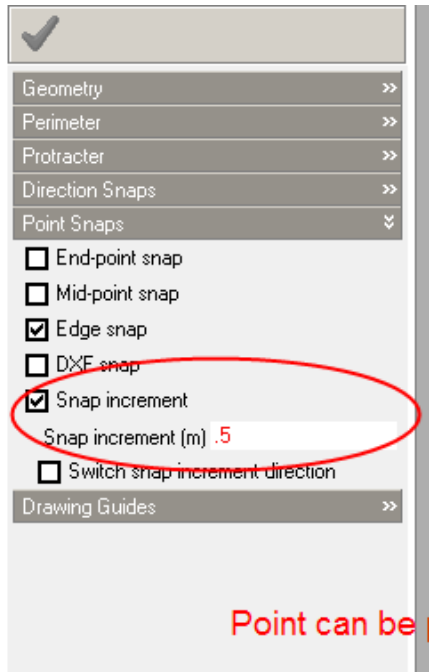 Geometry
Perimeter
Protracter
Direction Snaps
Point Snaps
End-point snap
Mid-point snap
Edge snap
DXF snap
Snap increment
Snap increment (m) .5
Switch snap increment direction
Drawing Guides
Point can be